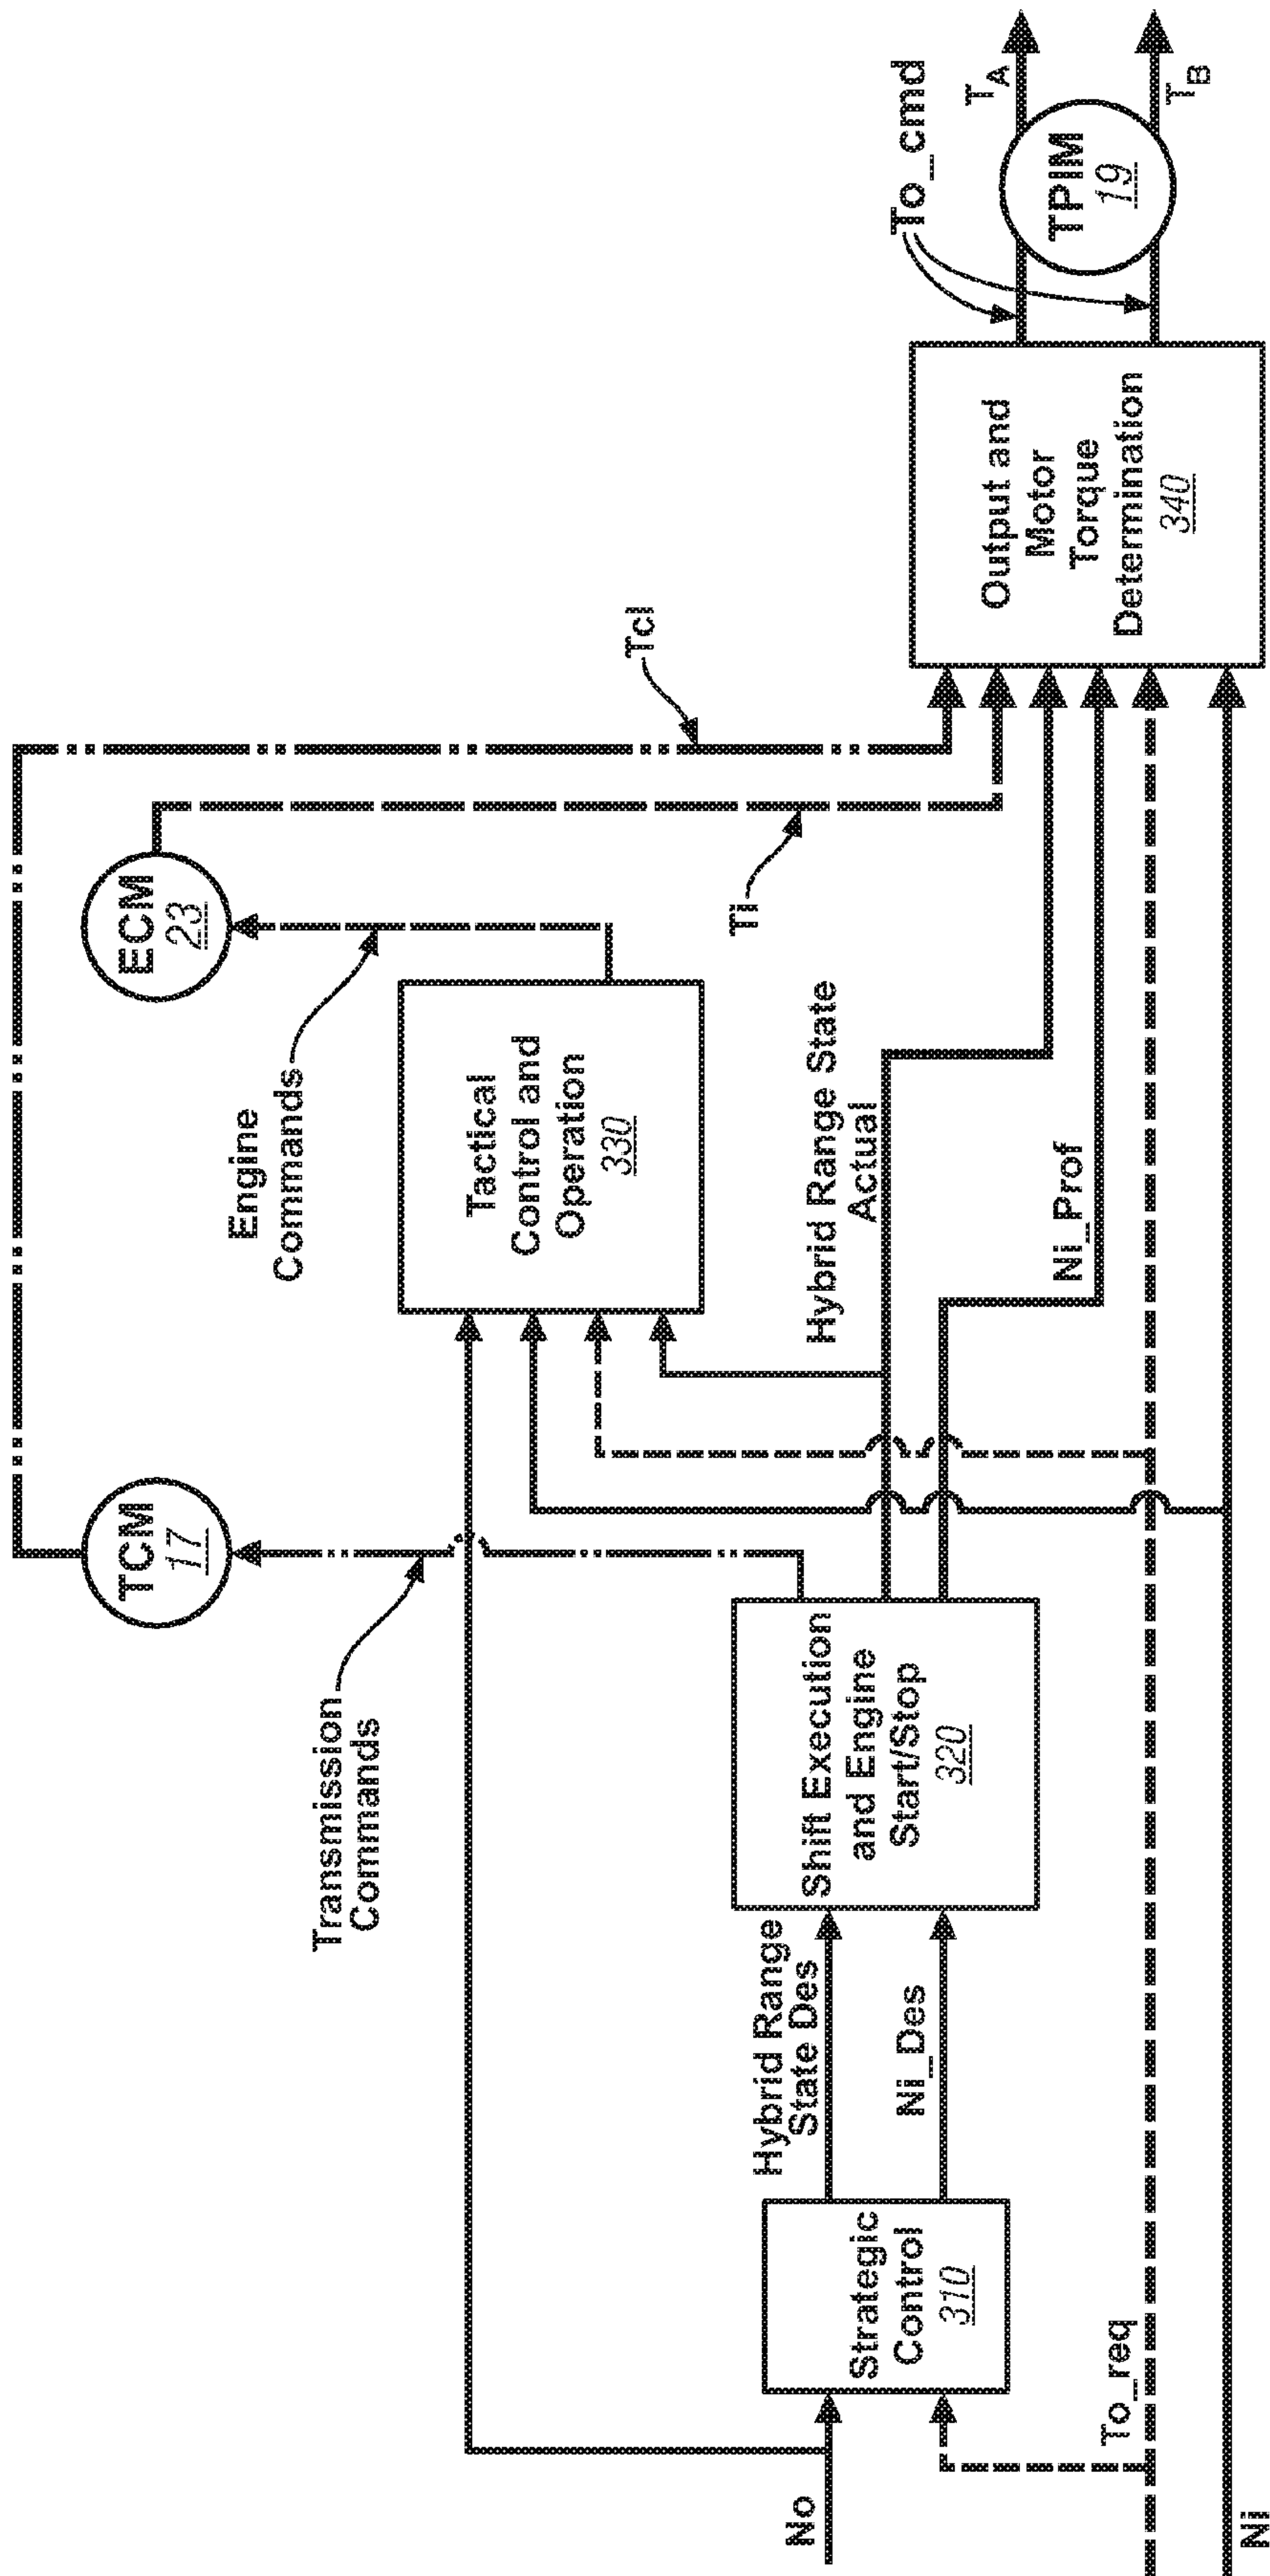 No
To_req
Ni
Strategic
Control
310
Hybrid Range
State Des
Ni_Des
Shift Execution
and Engine
Start/Stop
320
Transmission
Commands
TCM
17
Engine
Commands
ECM
23
Tactical
Control and
Operation
330
Hybrid Range State
Actual
Ni_Prof
Ti
Tcl
Output and
Motor
Torque
Determination
340
To_cmd
TPIM
19
TA
TB